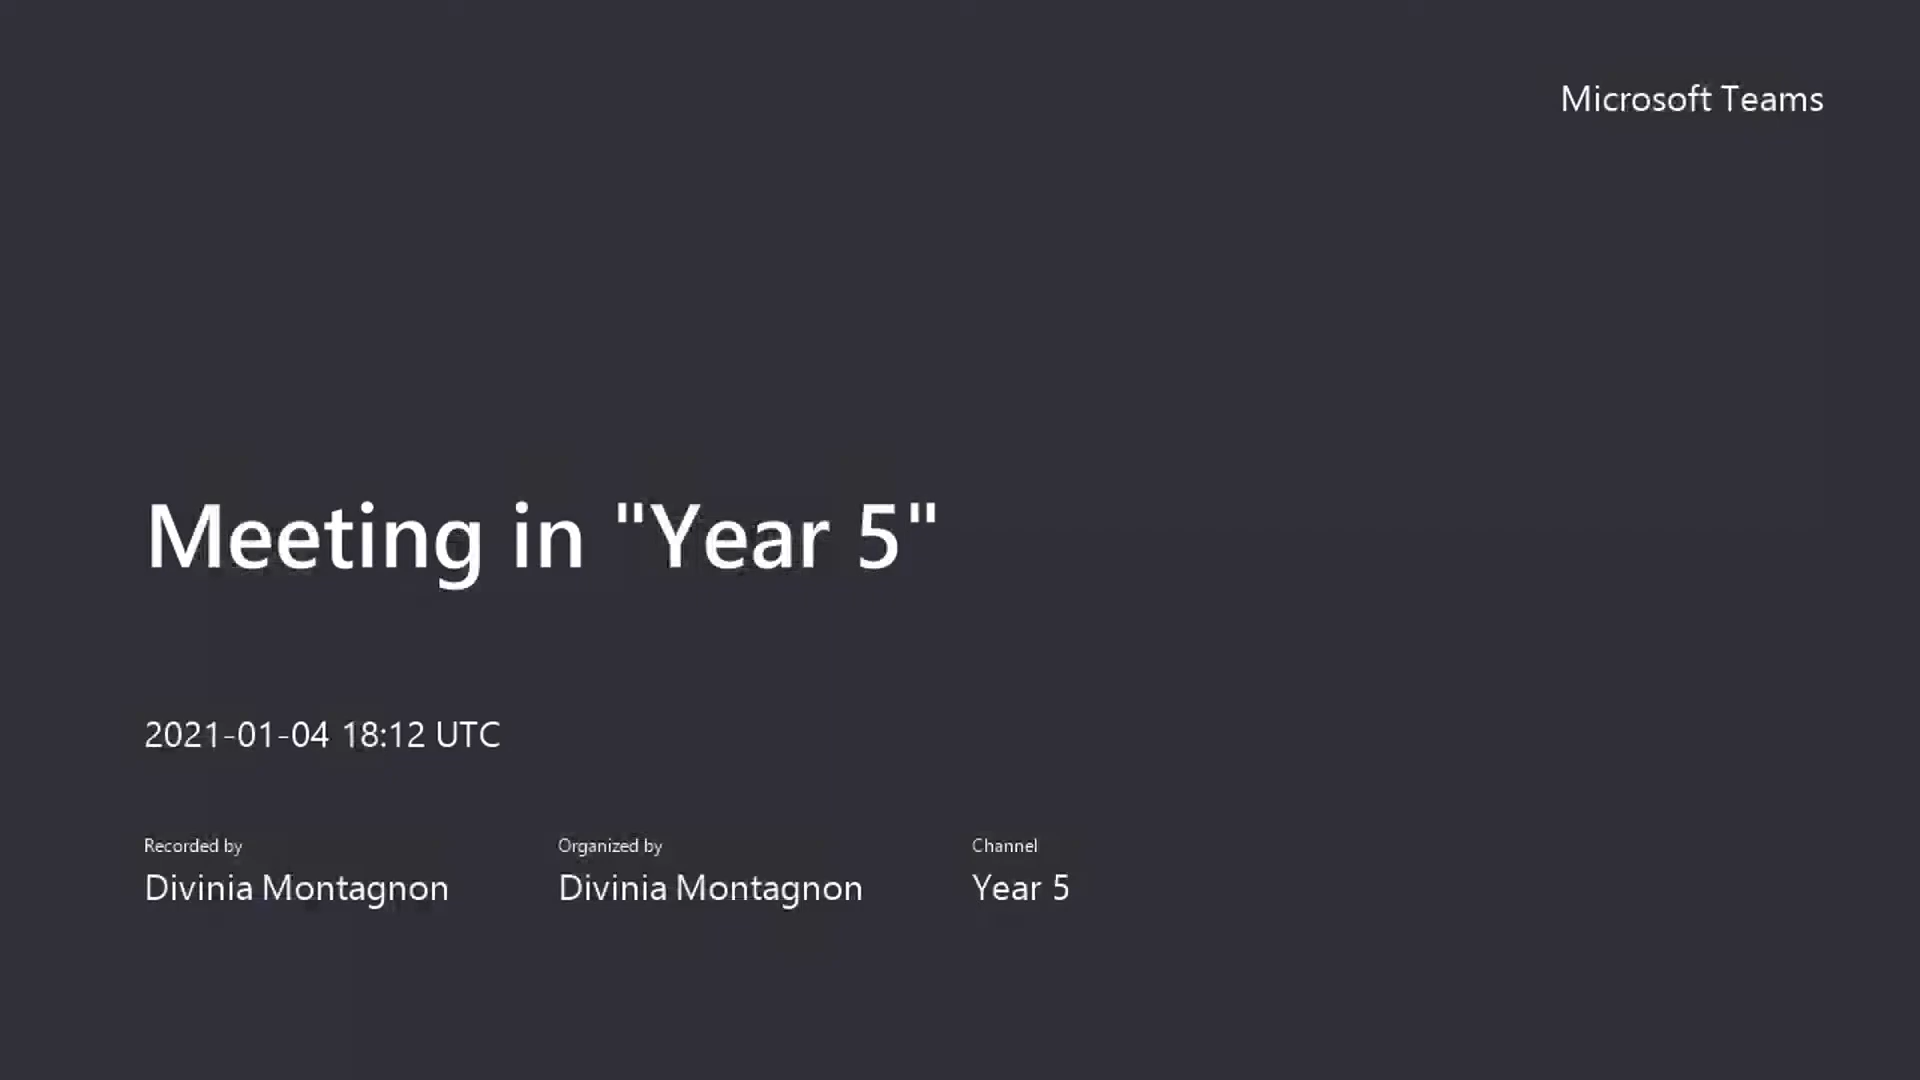 Microsoft Teams
Meeting in "Year 5"
2021-01-04 18:12 UTC
Recorded by
Divinia Montagnon
Organized by
Divinia Montagnon
Channel
Year 5